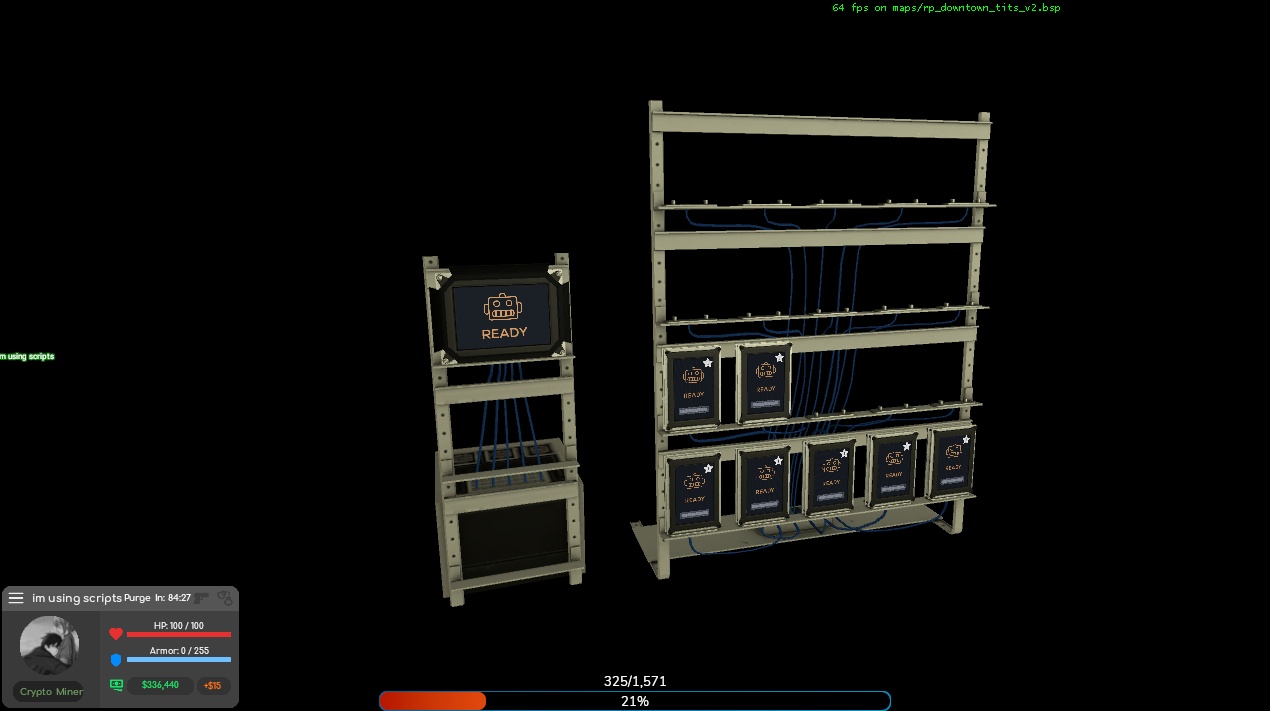 64 fps on maps/rp_downtown_tits_v2.bsp
READY
READY
READY
m using scripts
READY
READY
READY
READY
READY
im using scripts Purge In: 84:27
HP: 100 / 100
Armor: 0 / 255
Crypto Miner
$336,440
+$15
325/1,571
21%